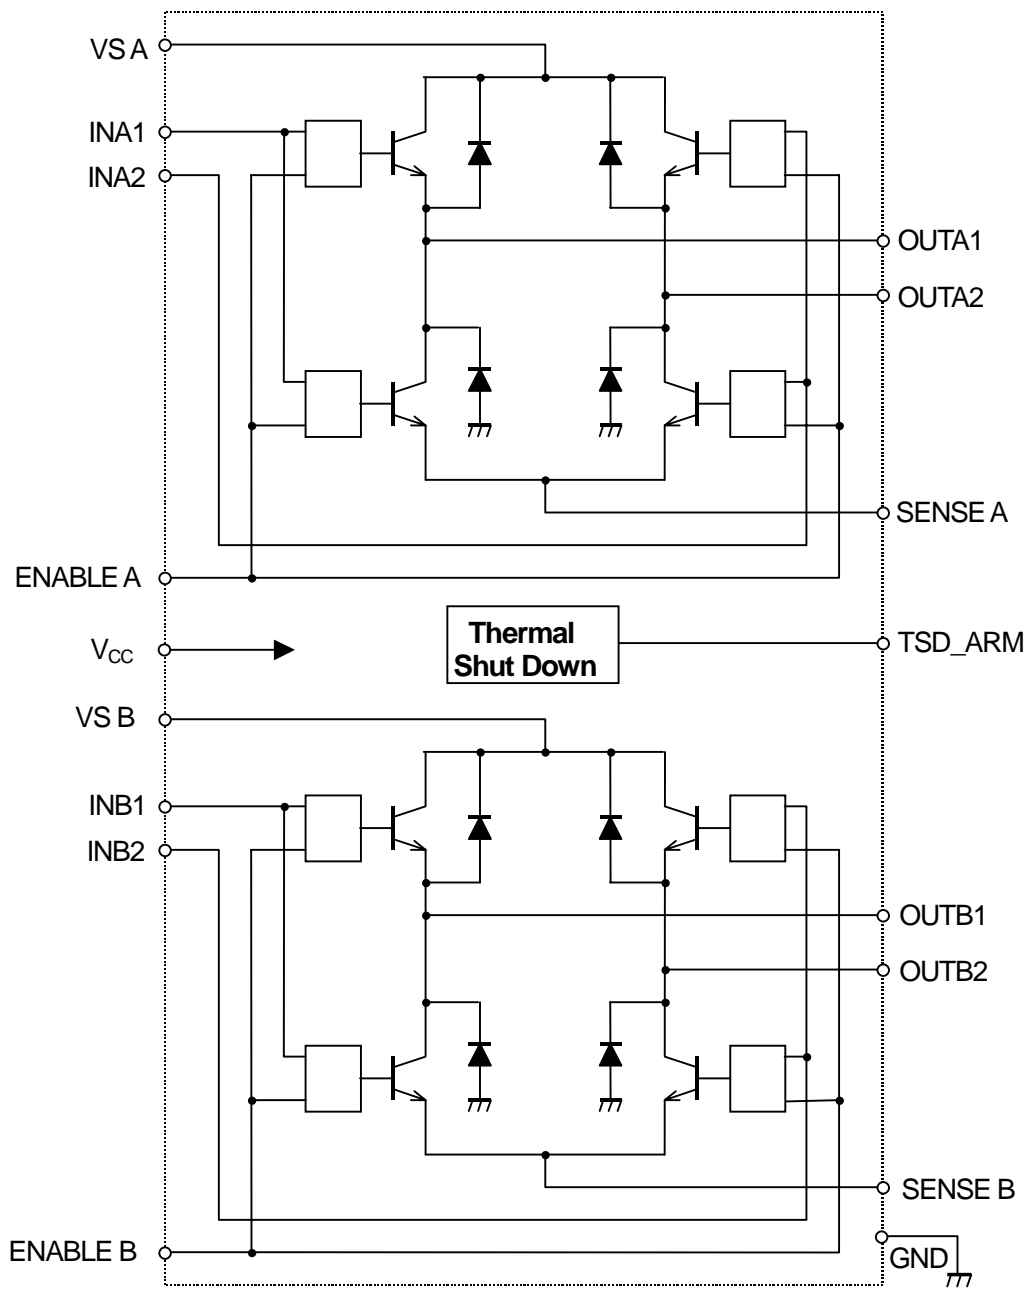 VS A
INA1
INA2
OUTA1
OUTA2
SENSE A
ENABLE A
Thermal
Shut Down
TSD_ARM
VCC
VS B
INB1
INB2
OUTB1
OUTB2
SENSE B
ENABLE B
GND